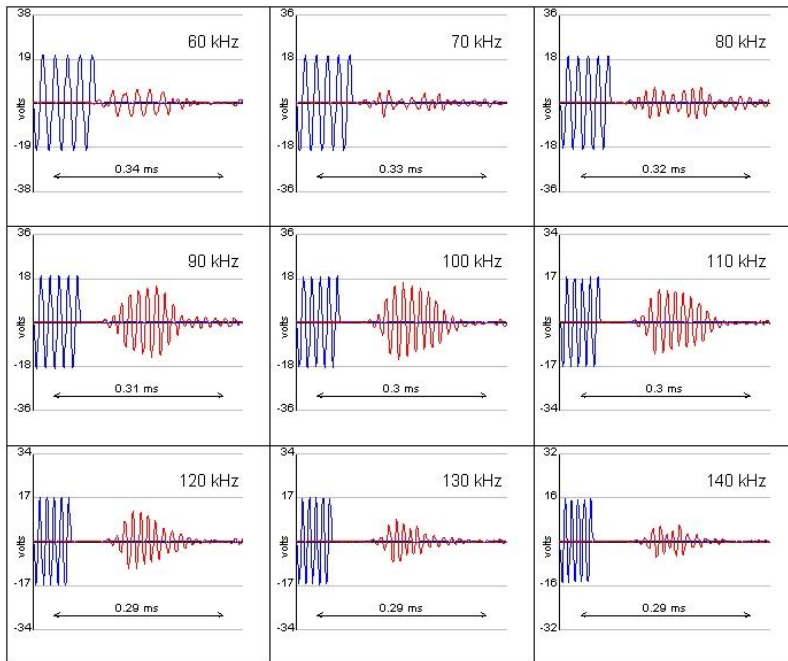 38
60 kHz
19
volts
-19
0.34 ms
-38
36
70 kHz
18
volts
-18
0.33 ms
-36
36
80 kHz
18
volts
-18
0.32 ms
-36
36
90 kHz
18
volts
-18
0.31 ms
-36
36
100 kHz
18
volts
-18
0.3 ms
-36
34
110 kHz
17
volts
-17
0.3 ms
-34
34
120 kHz
17
volts
-17
0.29 ms
-34
34
130 kHz
17
volts
-17
0.29 ms
-34
32
140 kHz
16
volts
-16
0.29 ms
-32